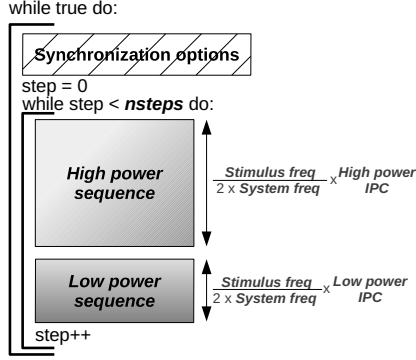 while true do:
Synchronization options
step = 0
while step < nsteps do:
High power
sequence
Stimulus freq
2 x System freq
x High power
IPC
Low power
sequence
Stimulus freq
2 x System freq
x Low power
IPC
step++